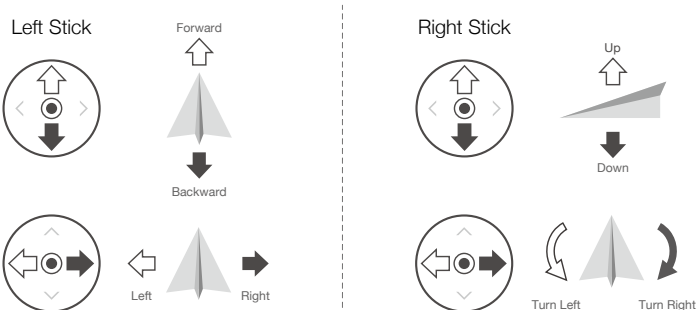 Left Stick
Forward
Backward
Left
Right
Right Stick
Up
Down
Turn Left
Turn Right